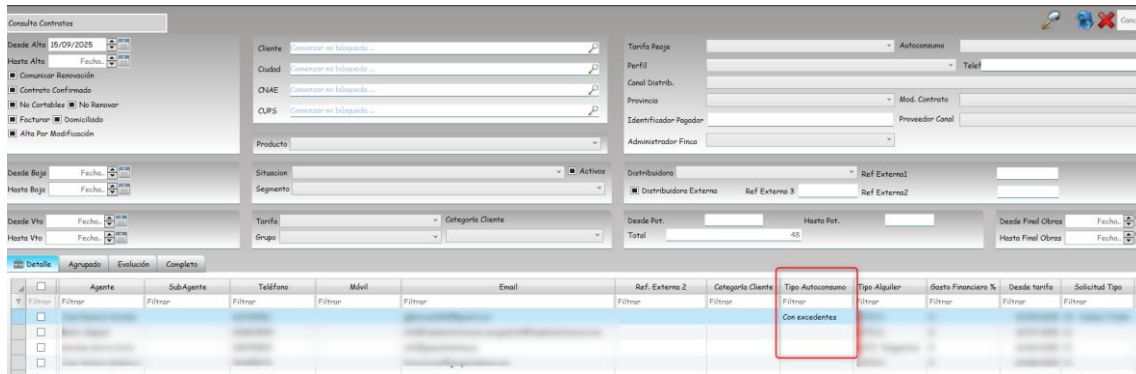 Consulta Contratos
Desde Alta 15/09/2025
Hasta Alta Fecha..
Comunicar Renovación
Contrato Confirmado
No Cortables No Renovar
Facturar Domiciliado
Alta Por Modificación
Cliente Comenzar mi búsqueda ...
Ciudad Comenzar mi búsqueda ...
CNAE Comenzar mi búsqueda ...
CUPS Comenzar mi búsqueda ...
Producto
Tarifa Peaje Autoconsumo
Perfil Telef
Canal Distrib.
Provincia Mod. Contrato
Identificador Pagador Proveedor Canal
Administrador Finca
Desde Baja Fecha..
Hasta Baja Fecha..
Situacion Activos
Segmento
Distribuidora Ref Externa1
Distribuidora Externa Ref Externa 3 Ref Externa2
Desde Vto Fecha..
Hasta Vto Fecha..
Tarifa Categoría Cliente
Grupo
Desde Pot. Hasta Pot.
Total 48
Desde Final Obras Fecha..
Hasta Final Obras Fecha..
Detalle Agrupado Evolución Completo
Agente SubAgente Teléfono Móvil Email Ref. Externa 2 Categoría Cliente Tipo Autoconsumo Tipo Alquiler Gasto Financiero % Desde tarifa Solicitud Tipo
Filtrar Filtrar Filtrar Filtrar Filtrar Filtrar Filtrar Filtrar Filtrar Filtrar Filtrar Filtrar Filtrar
Con excedentes